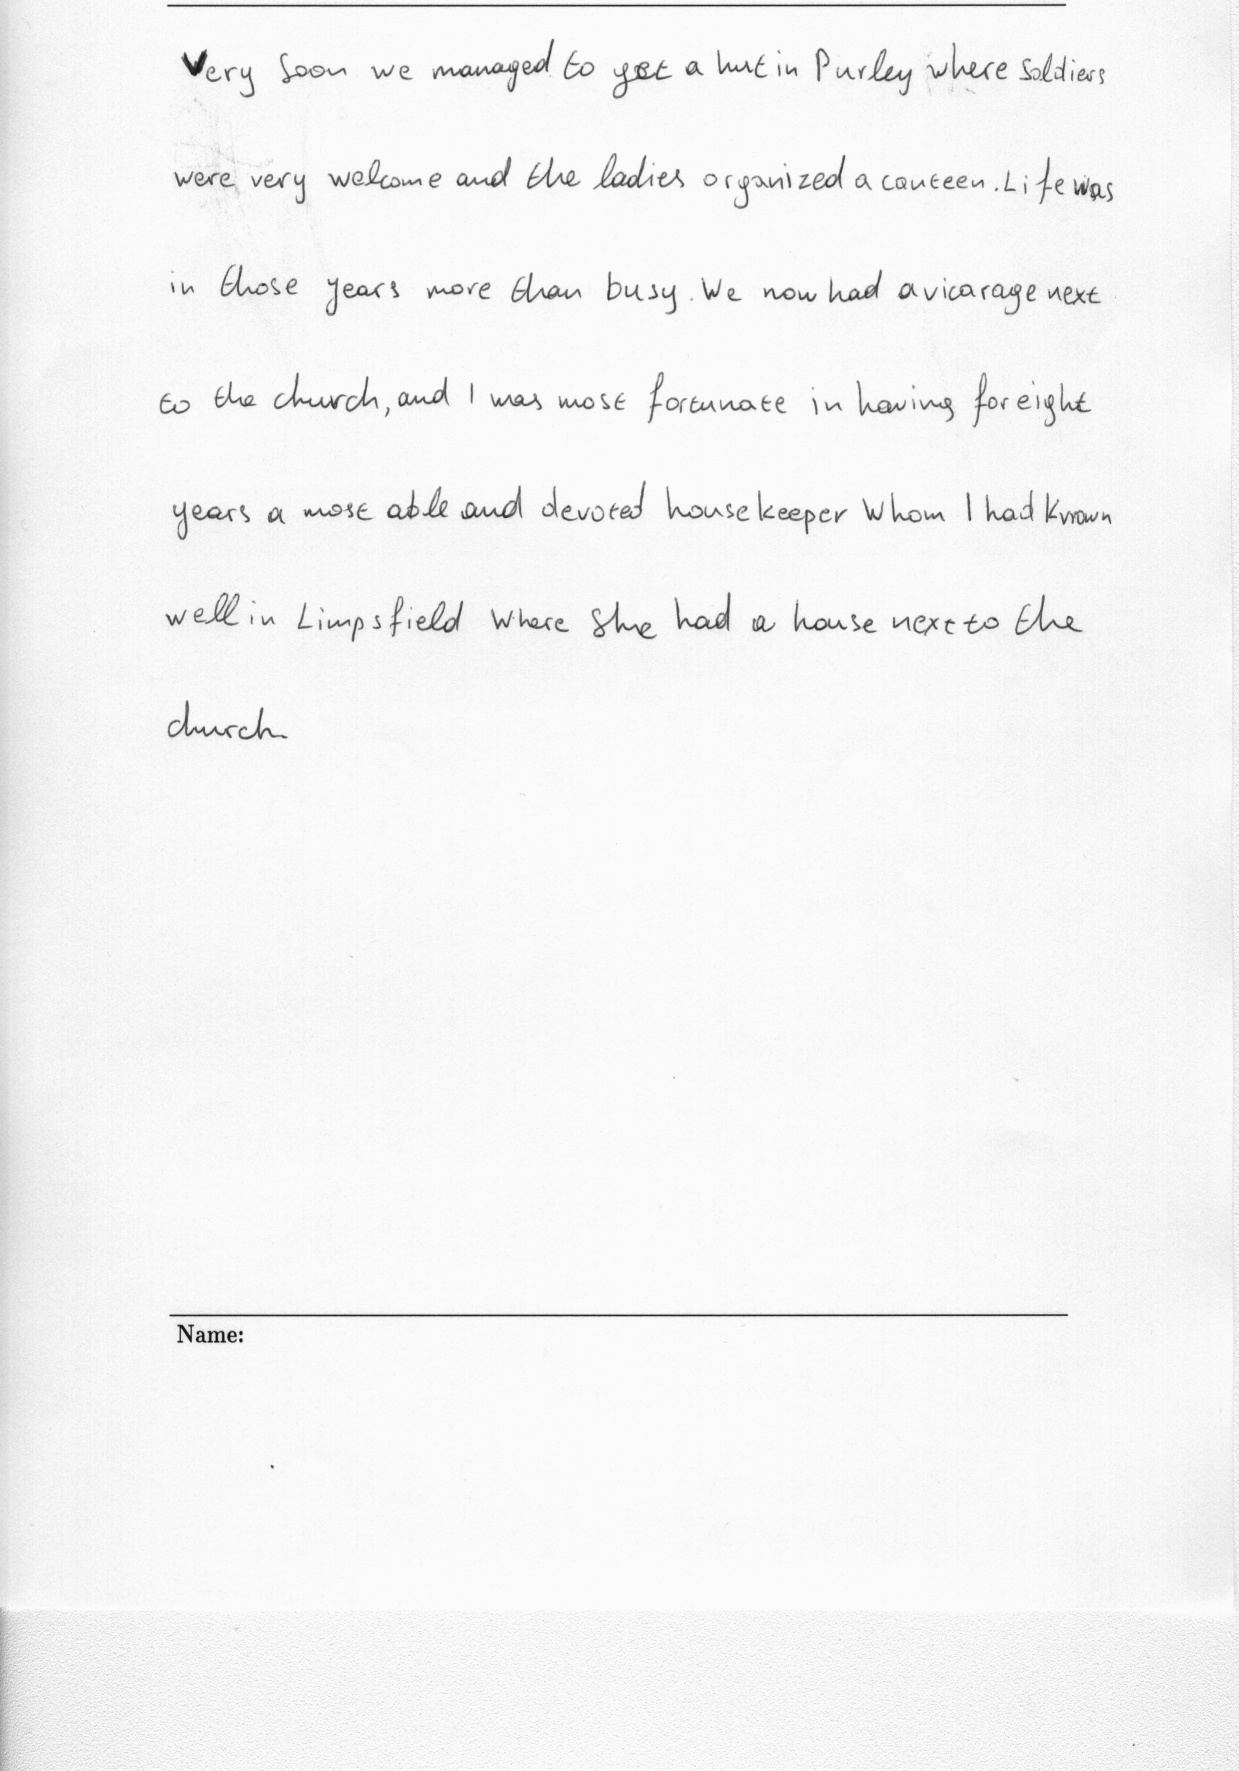 Very soon we managed to get a hut in Purley where soldiers
were very welcome and the ladies organized a canteen. Life was
in those years more than busy. We now had a vicarage next
to the church, and I was most fortunate in having for eight
years a most able and devoted housekeeper whom I had known
well in Limpsfield where she had a house next to the
church
Name: